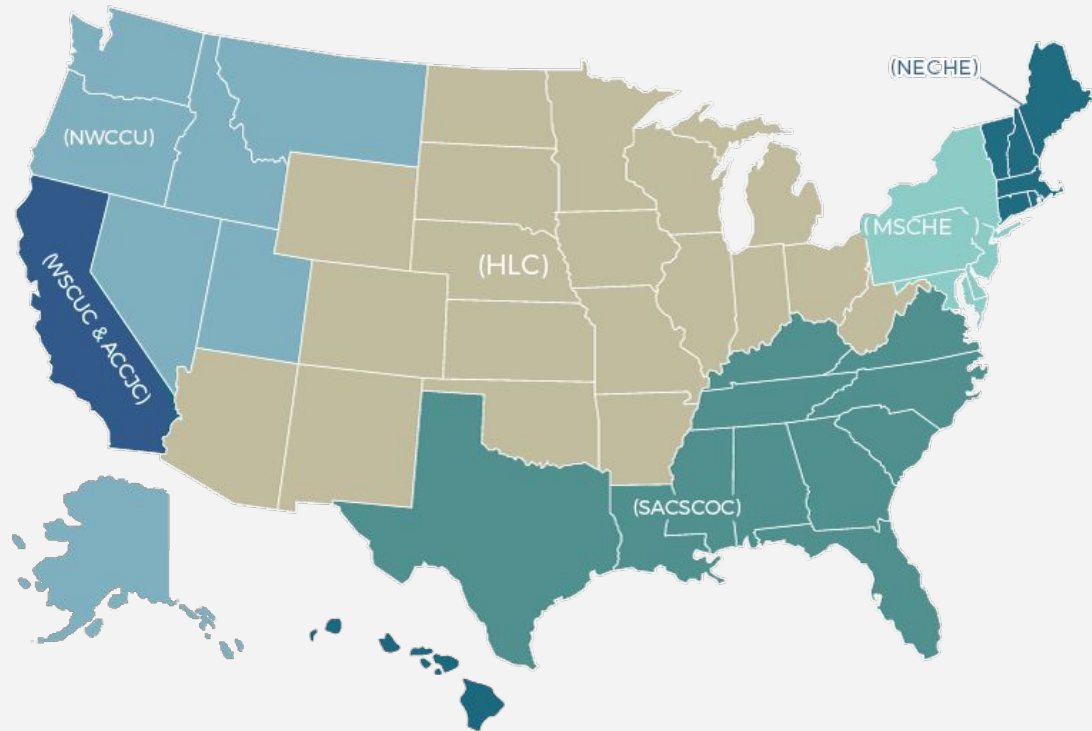 (NECHE)
(NWCCU)
(MSCHE )
(HLC)
(WSCUC & ACCJC)
(SACSCOC)